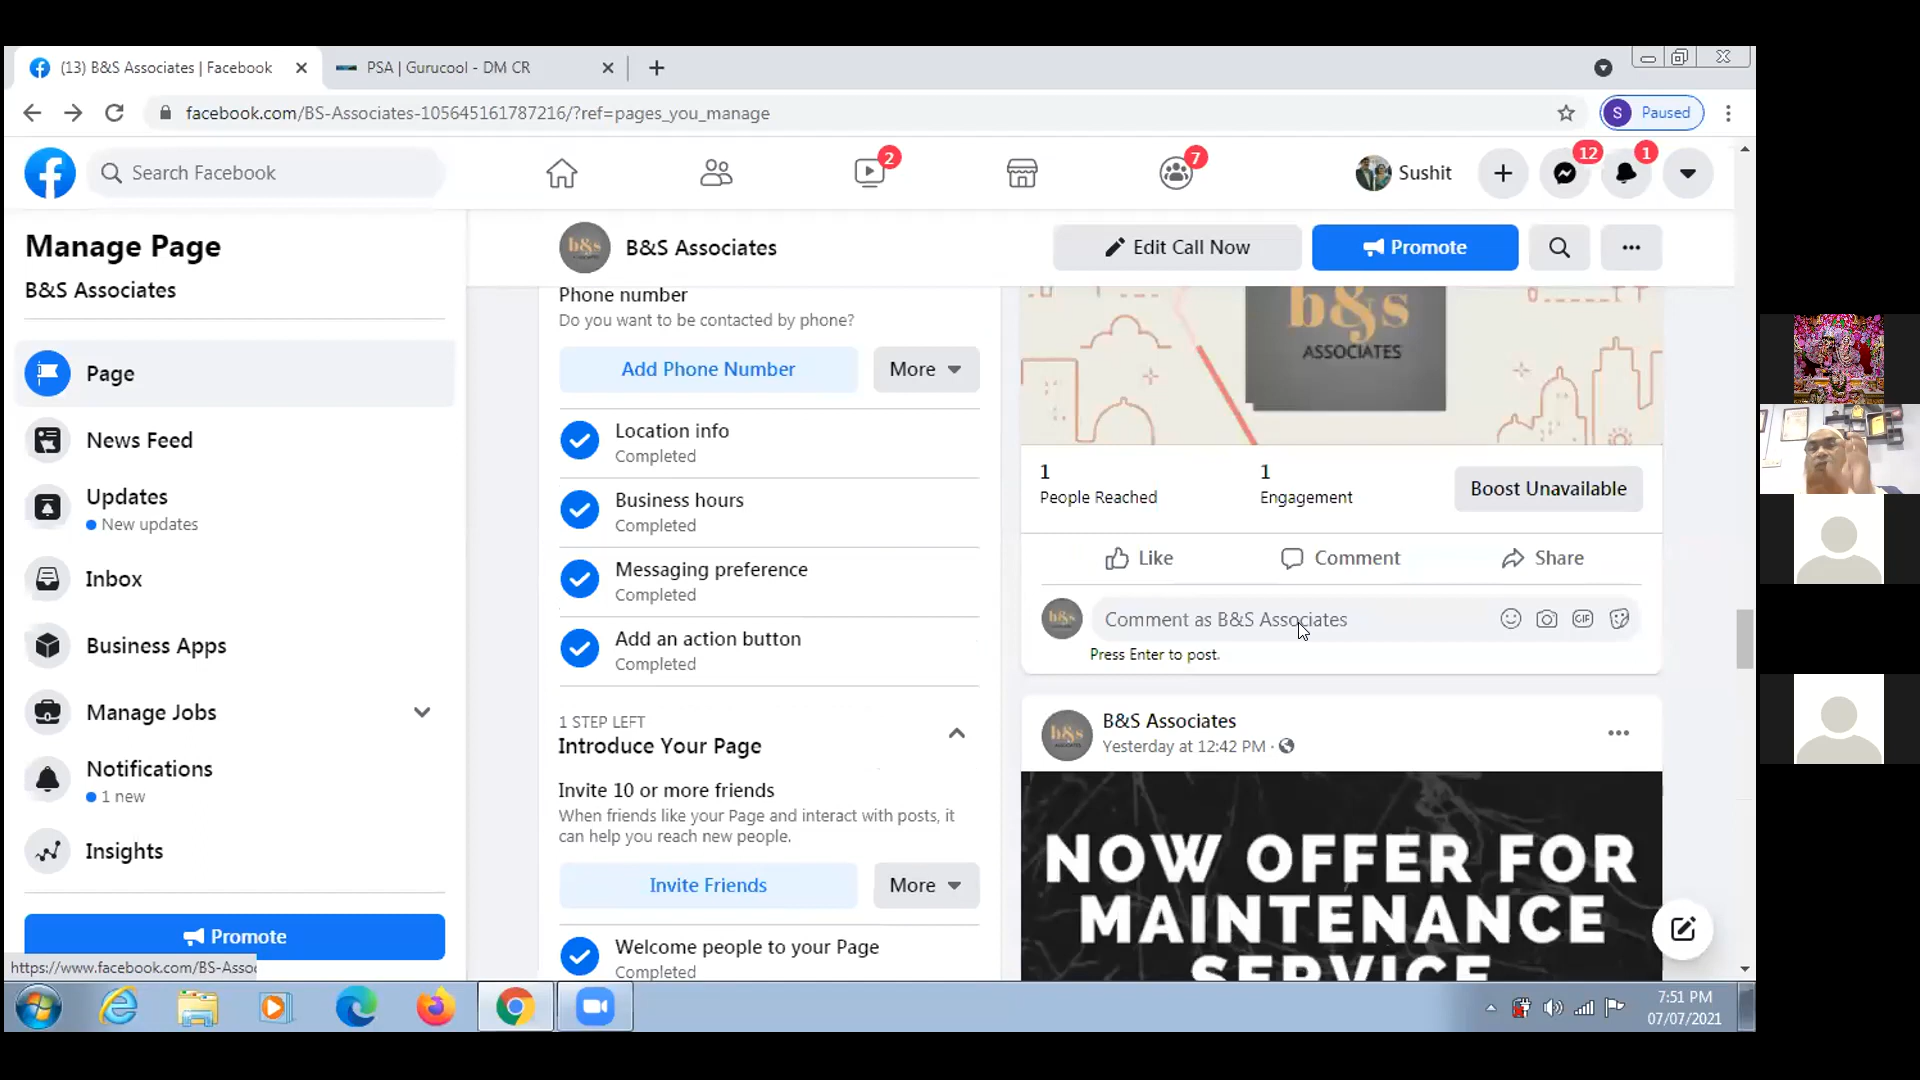 (13) B&S Associates | Facebook
PSA | Gurucool - DM CR
facebook.com/BS-Associates-105645161787216/?ref=pages_you_manage
S Paused
Search Facebook
2
7
Sushit
12
1
Manage Page
B&S Associates
Page
News Feed
Updates
New updates
Inbox
Business Apps
Manage Jobs
Notifications
1 new
Insights
Promote
https://www.facebook.com/BS-Assoc
b&s
B&S Associates
Edit Call Now
Promote
Phone number
Do you want to be contacted by phone?
Add Phone Number
More
Location info
Completed
Business hours
Completed
Messaging preference
Completed
Add an action button
Completed
1 STEP LEFT
Introduce Your Page
Invite 10 or more friends
When friends like your Page and interact with posts, it
can help you reach new people.
Invite Friends
More
Welcome people to your Page
Completed
b&s
ASSOCIATES
1
People Reached
1
Engagement
Boost Unavailable
Like
Comment
Share
b&s
Comment as B&S Associates
GIF
Press Enter to post.
b&s
B&S Associates
Yesterday at 12:42 PM ·
NOW OFFER FOR
MAINTENANCE
SERVICE
7:51 PM
07/07/2021